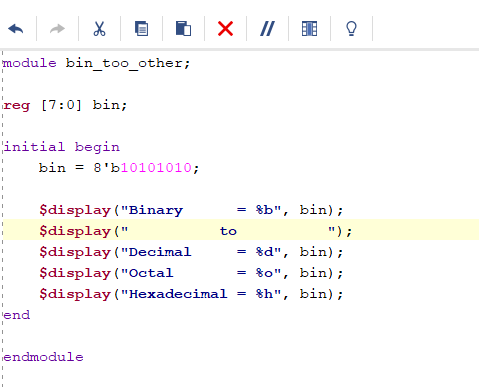 module bin_too_other;
reg [7:0] bin;
initial begin
    bin = 8'b10101010;
    $display("Binary      = %b", bin);
    $display("          to          ");
    $display("Decimal     = %d", bin);
    $display("Octal       = %o", bin);
    $display("Hexadecimal = %h", bin);
end
endmodule